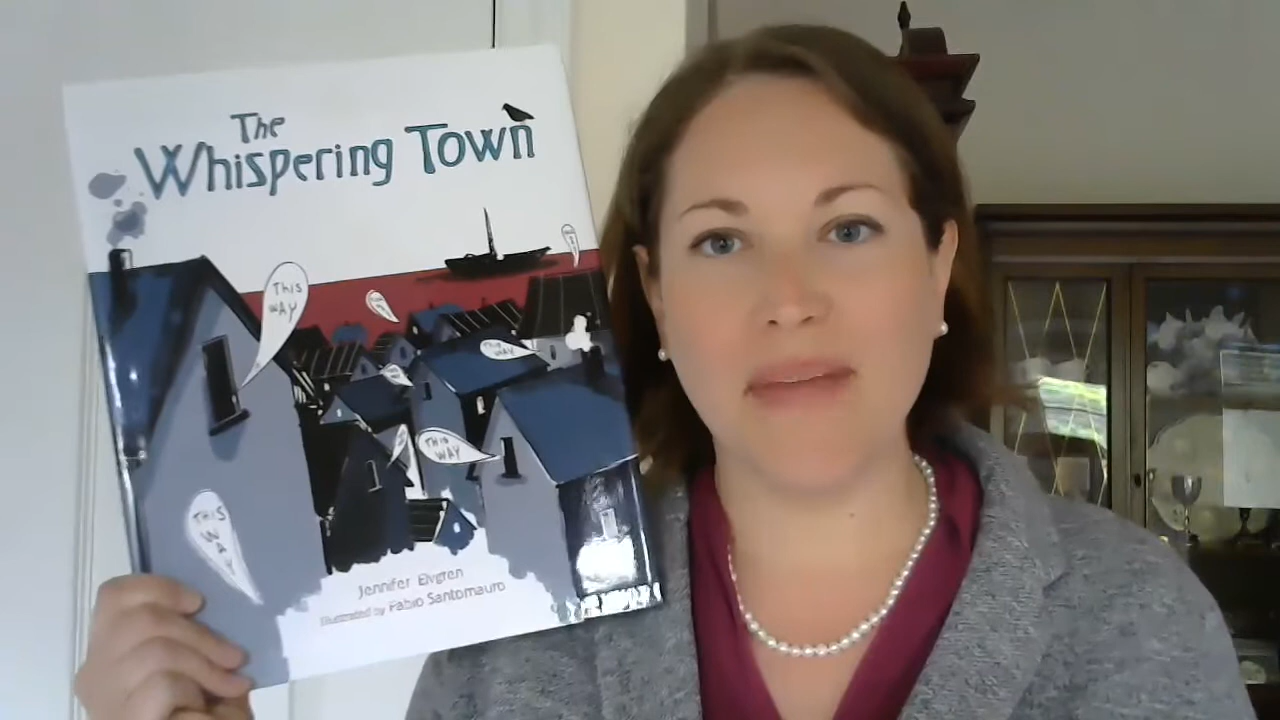 The
Whispering Town
This
way
This
way
This
way
This
way
Jennifer Elvgren
Illustrated by Fabio Santomauro